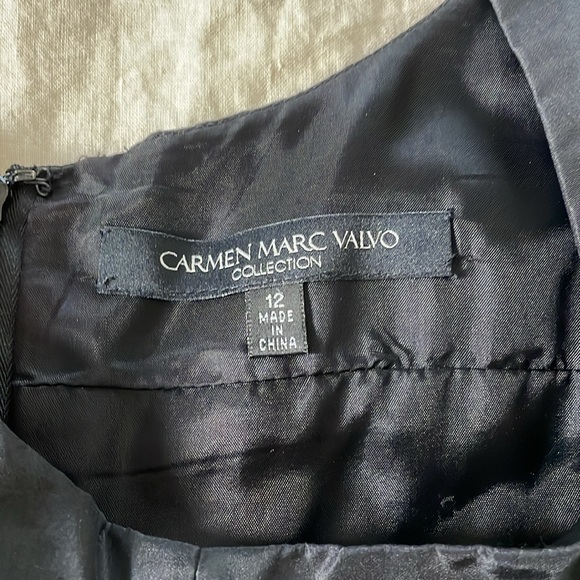 CARMEN MARC VALVO
COLLECTION
12
MADE
IN
CHINA